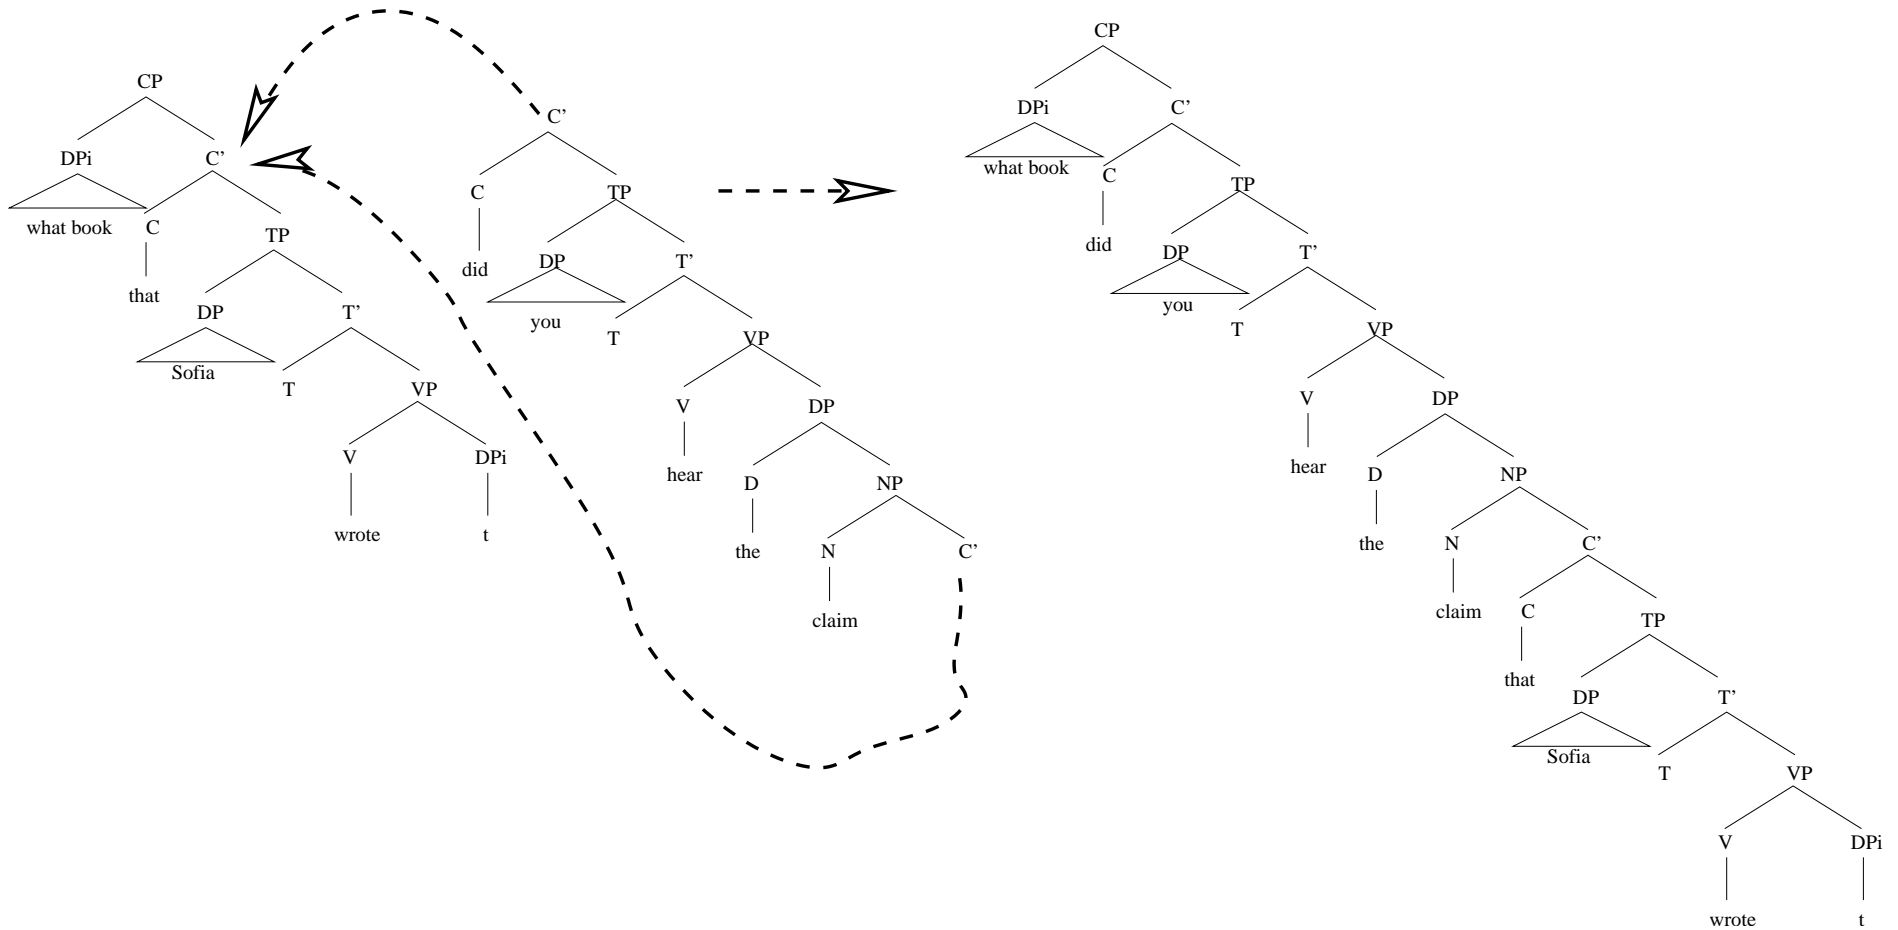 CP
DPi C’
what book C TP
that DP T’
Sofia T VP
V DPi
wrote t
C’
C TP
did DP T’
you T VP
V DP
hear D NP
the N C’
claim
CP
DPi C’
what book C TP
did DP T’
you T VP
V DP
hear D NP
the N C’
claim C TP
that DP T’
Sofia T VP
V DPi
wrote t